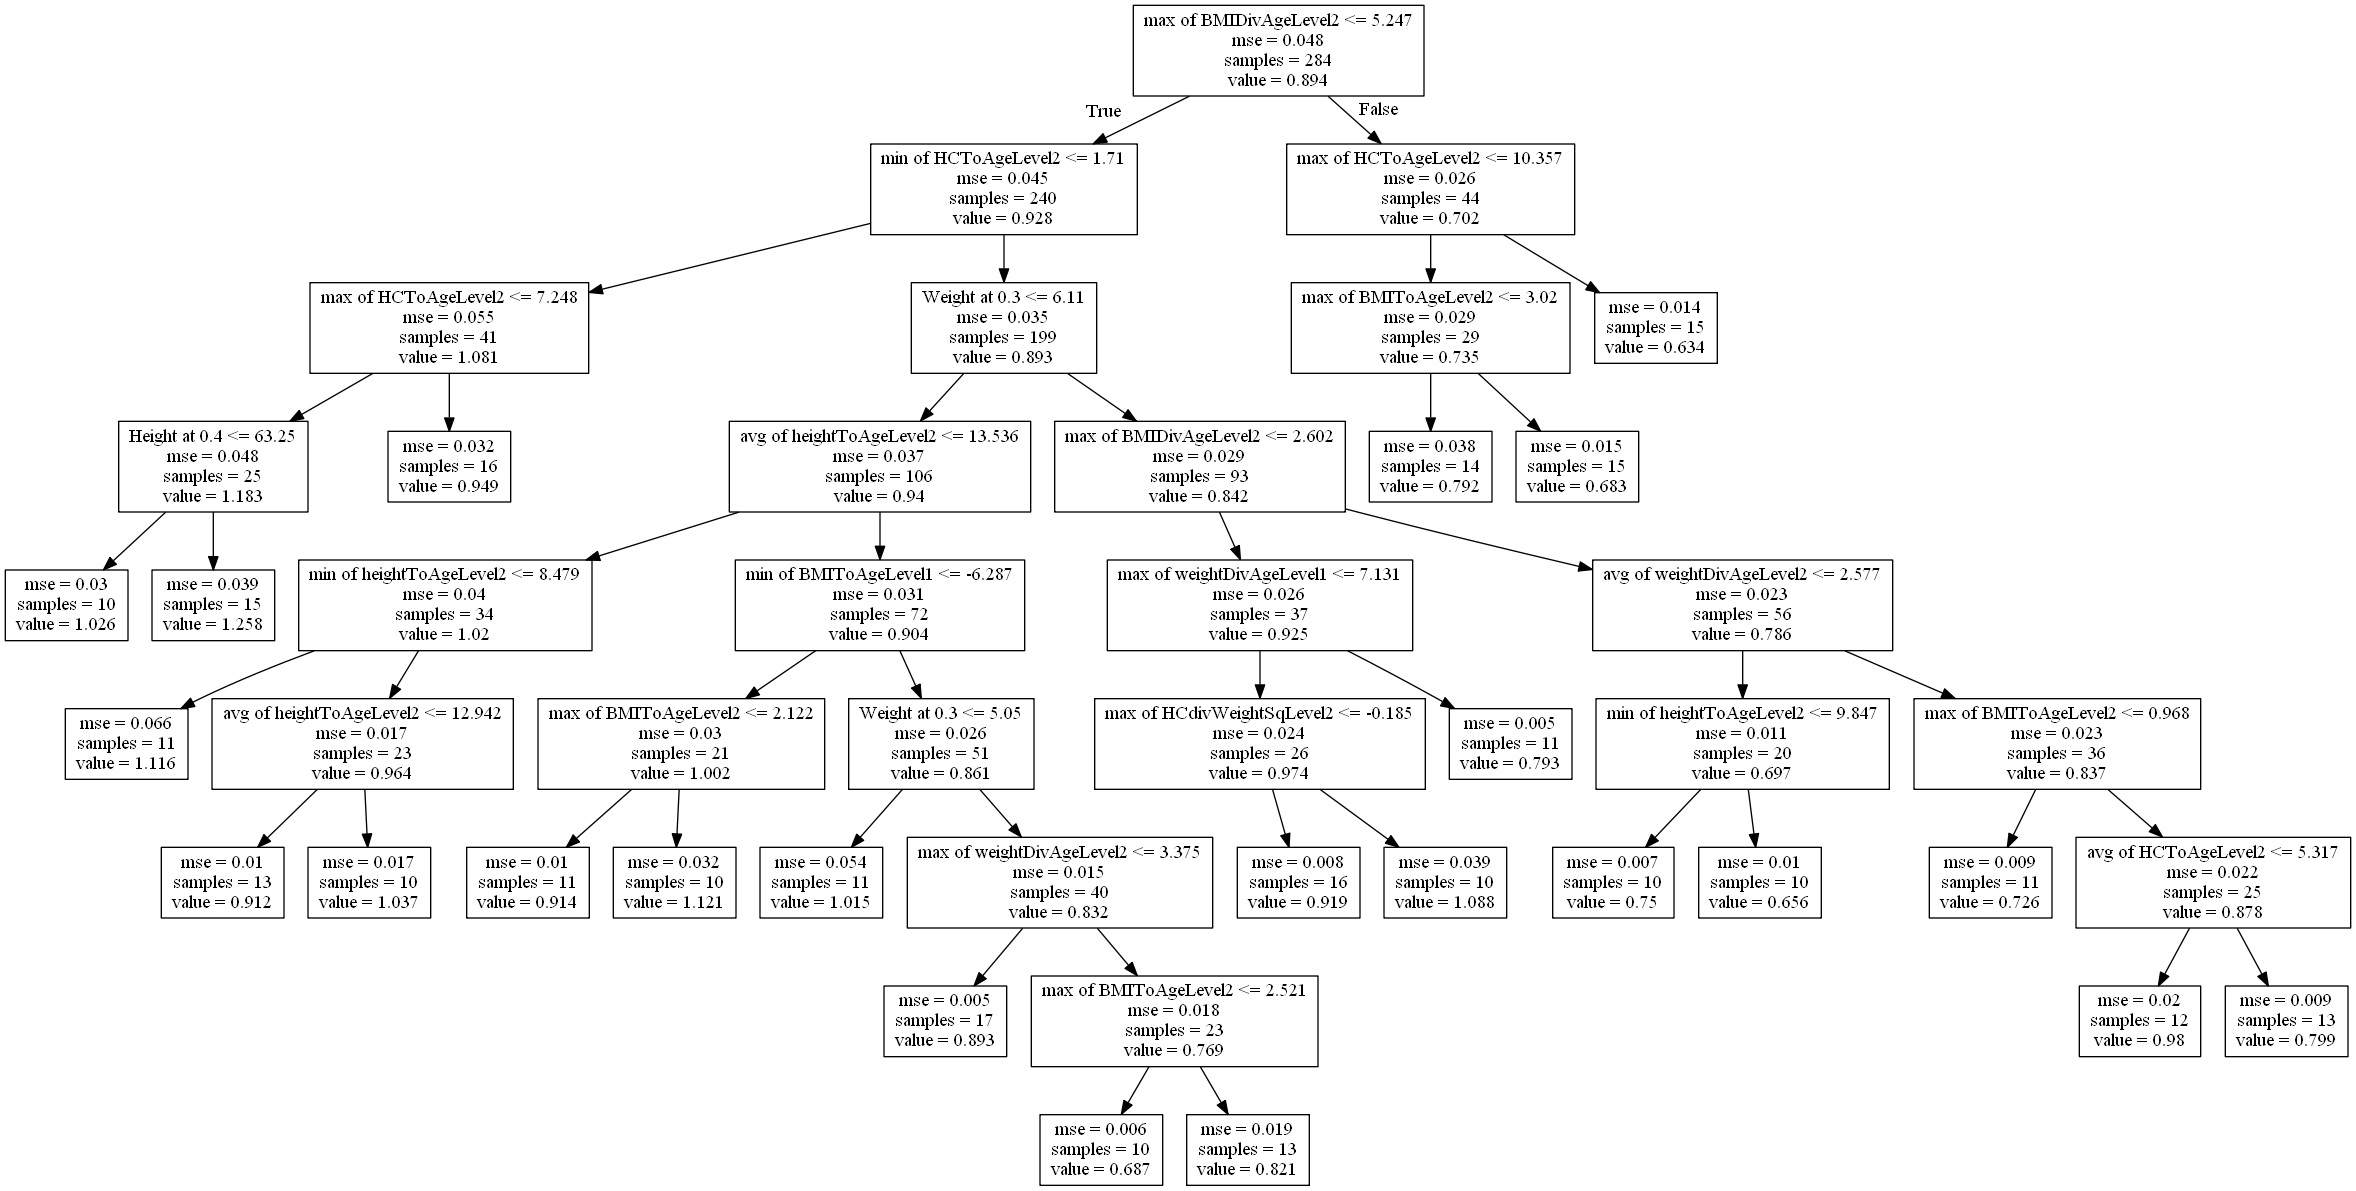 max of BMIDivAgeLevel2 <= 5.247
mse = 0.048
samples = 284
value = 0.894
True
False
min of HCToAgeLevel2 <= 1.71
mse = 0.045
samples = 240
value = 0.928
max of HCToAgeLevel2 <= 10.357
mse = 0.026
samples = 44
value = 0.702
max of HCToAgeLevel2 <= 7.248
mse = 0.055
samples = 41
value = 1.081
Weight at 0.3 <= 6.11
mse = 0.035
samples = 199
value = 0.893
max of BMIToAgeLevel2 <= 3.02
mse = 0.029
samples = 29
value = 0.735
mse = 0.014
samples = 15
value = 0.634
Height at 0.4 <= 63.25
mse = 0.048
samples = 25
value = 1.183
mse = 0.032
samples = 16
value = 0.949
avg of heightToAgeLevel2 <= 13.536
mse = 0.037
samples = 106
value = 0.94
max of BMIDivAgeLevel2 <= 2.602
mse = 0.029
samples = 93
value = 0.842
mse = 0.038
samples = 14
value = 0.792
mse = 0.015
samples = 15
value = 0.683
mse = 0.03
samples = 10
value = 1.026
mse = 0.039
samples = 15
value = 1.258
min of heightToAgeLevel2 <= 8.479
mse = 0.04
samples = 34
value = 1.02
min of BMIToAgeLevel1 <= -6.287
mse = 0.031
samples = 72
value = 0.904
max of weightDivAgeLevel1 <= 7.131
mse = 0.026
samples = 37
value = 0.925
avg of weightDivAgeLevel2 <= 2.577
mse = 0.023
samples = 56
value = 0.786
mse = 0.066
samples = 11
value = 1.116
avg of heightToAgeLevel2 <= 12.942
mse = 0.017
samples = 23
value = 0.964
max of BMIToAgeLevel2 <= 2.122
mse = 0.03
samples = 21
value = 1.002
Weight at 0.3 <= 5.05
mse = 0.026
samples = 51
value = 0.861
max of HCdivWeightSqLevel2 <= -0.185
mse = 0.024
samples = 26
value = 0.974
mse = 0.005
samples = 11
value = 0.793
min of heightToAgeLevel2 <= 9.847
mse = 0.011
samples = 20
value = 0.697
max of BMIToAgeLevel2 <= 0.968
mse = 0.023
samples = 36
value = 0.837
mse = 0.01
samples = 13
value = 0.912
mse = 0.017
samples = 10
value = 1.037
mse = 0.01
samples = 11
value = 0.914
mse = 0.032
samples = 10
value = 1.121
mse = 0.054
samples = 11
value = 1.015
max of weightDivAgeLevel2 <= 3.375
mse = 0.015
samples = 40
value = 0.832
mse = 0.008
samples = 16
value = 0.919
mse = 0.039
samples = 10
value = 1.088
mse = 0.007
samples = 10
value = 0.75
mse = 0.01
samples = 10
value = 0.656
mse = 0.009
samples = 11
value = 0.726
avg of HCToAgeLevel2 <= 5.317
mse = 0.022
samples = 25
value = 0.878
mse = 0.005
samples = 17
value = 0.893
max of BMIToAgeLevel2 <= 2.521
mse = 0.018
samples = 23
value = 0.769
mse = 0.02
samples = 12
value = 0.98
mse = 0.009
samples = 13
value = 0.799
mse = 0.006
samples = 10
value = 0.687
mse = 0.019
samples = 13
value = 0.821